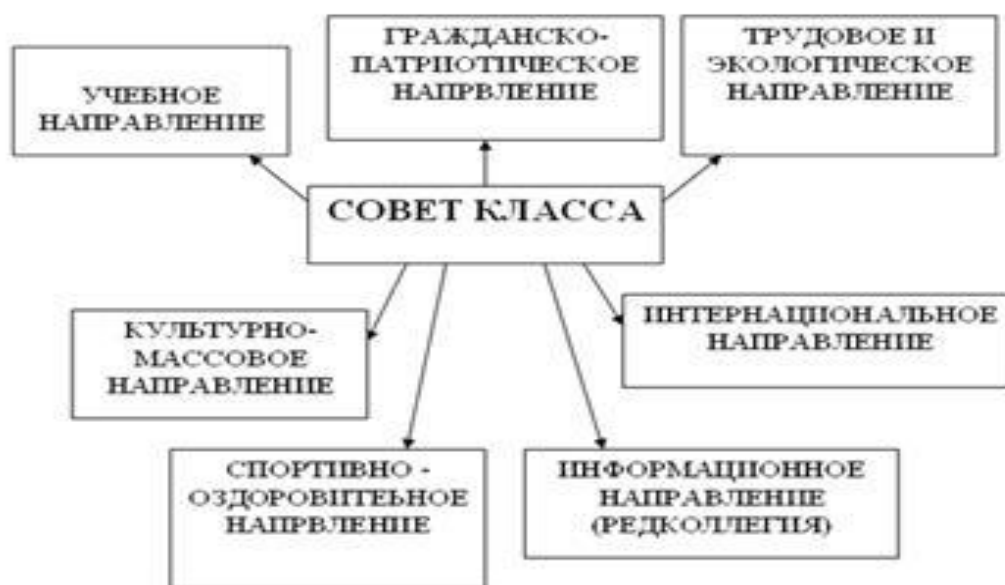 УЧЕБНОЕ
НАПРАВЛЕНИЕ
ГРАЖДАНСКО-
ПАТРИОТИЧЕСКОЕ
НАПРВЛЕНИЕ
ТРУДОВОЕ И
ЭКОЛОГИЧЕСКОЕ
НАПРАВЛЕНИЕ
СОВЕТ КЛАССА
КУЛЬТУРНО-
МАССОВОЕ
НАПРАВЛЕНИЕ
ИНТЕРНАЦИОНАЛЬНОЕ
НАПРАВЛЕНИЕ
СПОРТИВНО -
ОЗДОРОВИТЕЬНОЕ
НАПРВЛЕНИЕ
ИНФОРМАЦИОННОЕ
НАПРАВЛЕНИЕ
(РЕДКОЛЛЕГИЯ)